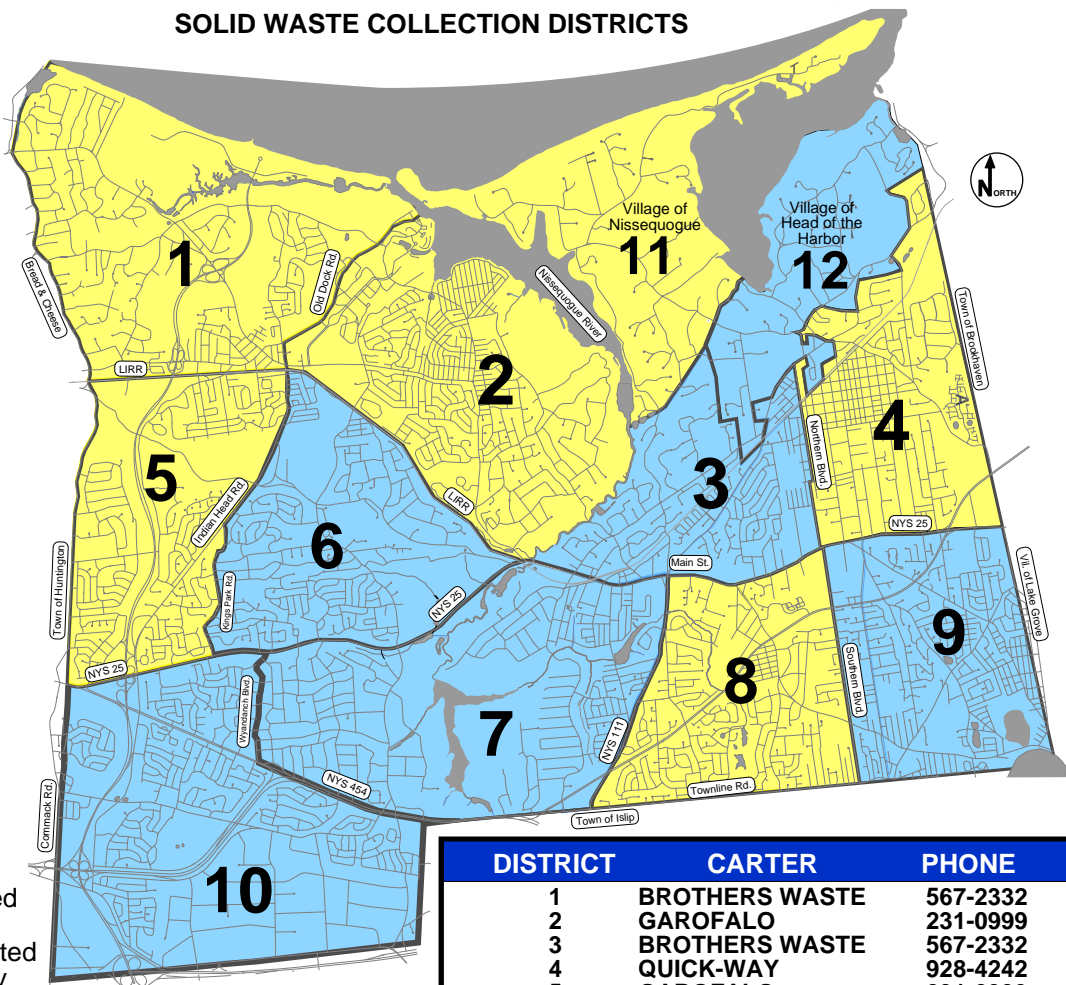 SOLID WASTE COLLECTION DISTRICTS
NORTH
Village of
Nissequogue
11
Village of
Head of the
Harbor
12
1
Bread & Cheese
Old Dock Rd.
Nissequogue River
Town of Brookhaven
LIRR
2
4
Northern Blvd.
3
5
Indian Head Rd.
LIRR
NYS 25
6
Main St.
Town of Huntington
Kings Park Rd.
NYS 25
Vil. of Lake Grove
9
NYS 25
8
Southern Blvd.
Wyandanch Blvd.
7
NYS 111
NYS 454
Townline Rd.
Commack Rd.
Town of Islip
10
DISTRICT CARTER PHONE
1 BROTHERS WASTE 567-2332
2 GAROFALO 231-0999
3 BROTHERS WASTE 567-2332
4 QUICK-WAY 928-4242